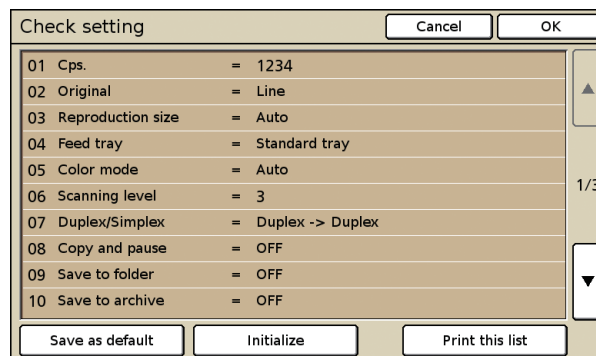 Check setting Cancel OK
01 Cps. = 1234
02 Original = Line
03 Reproduction size = Auto
04 Feed tray = Standard tray
05 Color mode = Auto
1/3
06 Scanning level = 3
07 Duplex/Simplex = Duplex -> Duplex
08 Copy and pause = OFF
09 Save to folder = OFF
10 Save to archive = OFF
Save as default Initialize Print this list